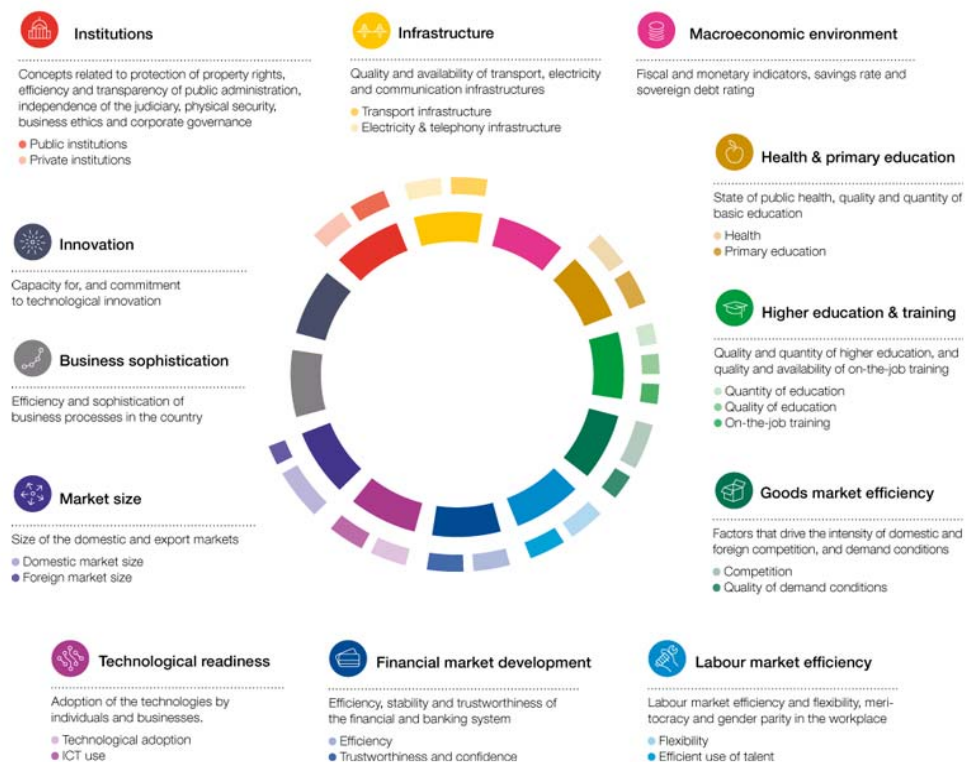 Institutions
Concepts related to protection of property rights,
efficiency and transparency of public administration,
independence of the judiciary, physical security,
business ethics and corporate governance
Public institutions
Private institutions
Infrastructure
Quality and availability of transport, electricity
and communication infrastructures
Transport infrastructure
Electricity & telephony infrastructure
Macroeconomic environment
Fiscal and monetary indicators, savings rate and
sovereign debt rating
Health & primary education
State of public health, quality and quantity of
basic education
Health
Primary education
Innovation
Capacity for, and commitment
to technological innovation
Higher education & training
Quality and quantity of higher education, and
quality and availability of on-the-job training
Quantity of education
Quality of education
On-the-job training
Business sophistication
Efficiency and sophistication of
business processes in the country
Market size
Size of the domestic and export markets
Domestic market size
Foreign market size
Goods market efficiency
Factors that drive the intensity of domestic and
foreign competition, and demand conditions
Competition
Quality of demand conditions
Technological readiness
Adoption of the technologies by
individuals and businesses.
Technological adoption
ICT use
Financial market development
Efficiency, stability and trustworthiness of
the financial and banking system
Efficiency
Trustworthiness and confidence
Labour market efficiency
Labour market efficiency and flexibility, meri-
tocracy and gender parity in the workplace
Flexibility
Efficient use of talent